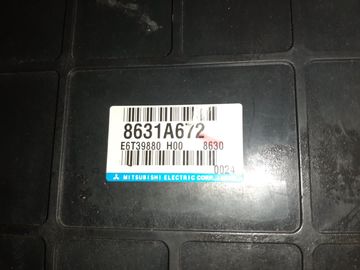 8631A672
E6T39880 H00 8630
0024
MITSUBISHI ELECTRIC CORP.